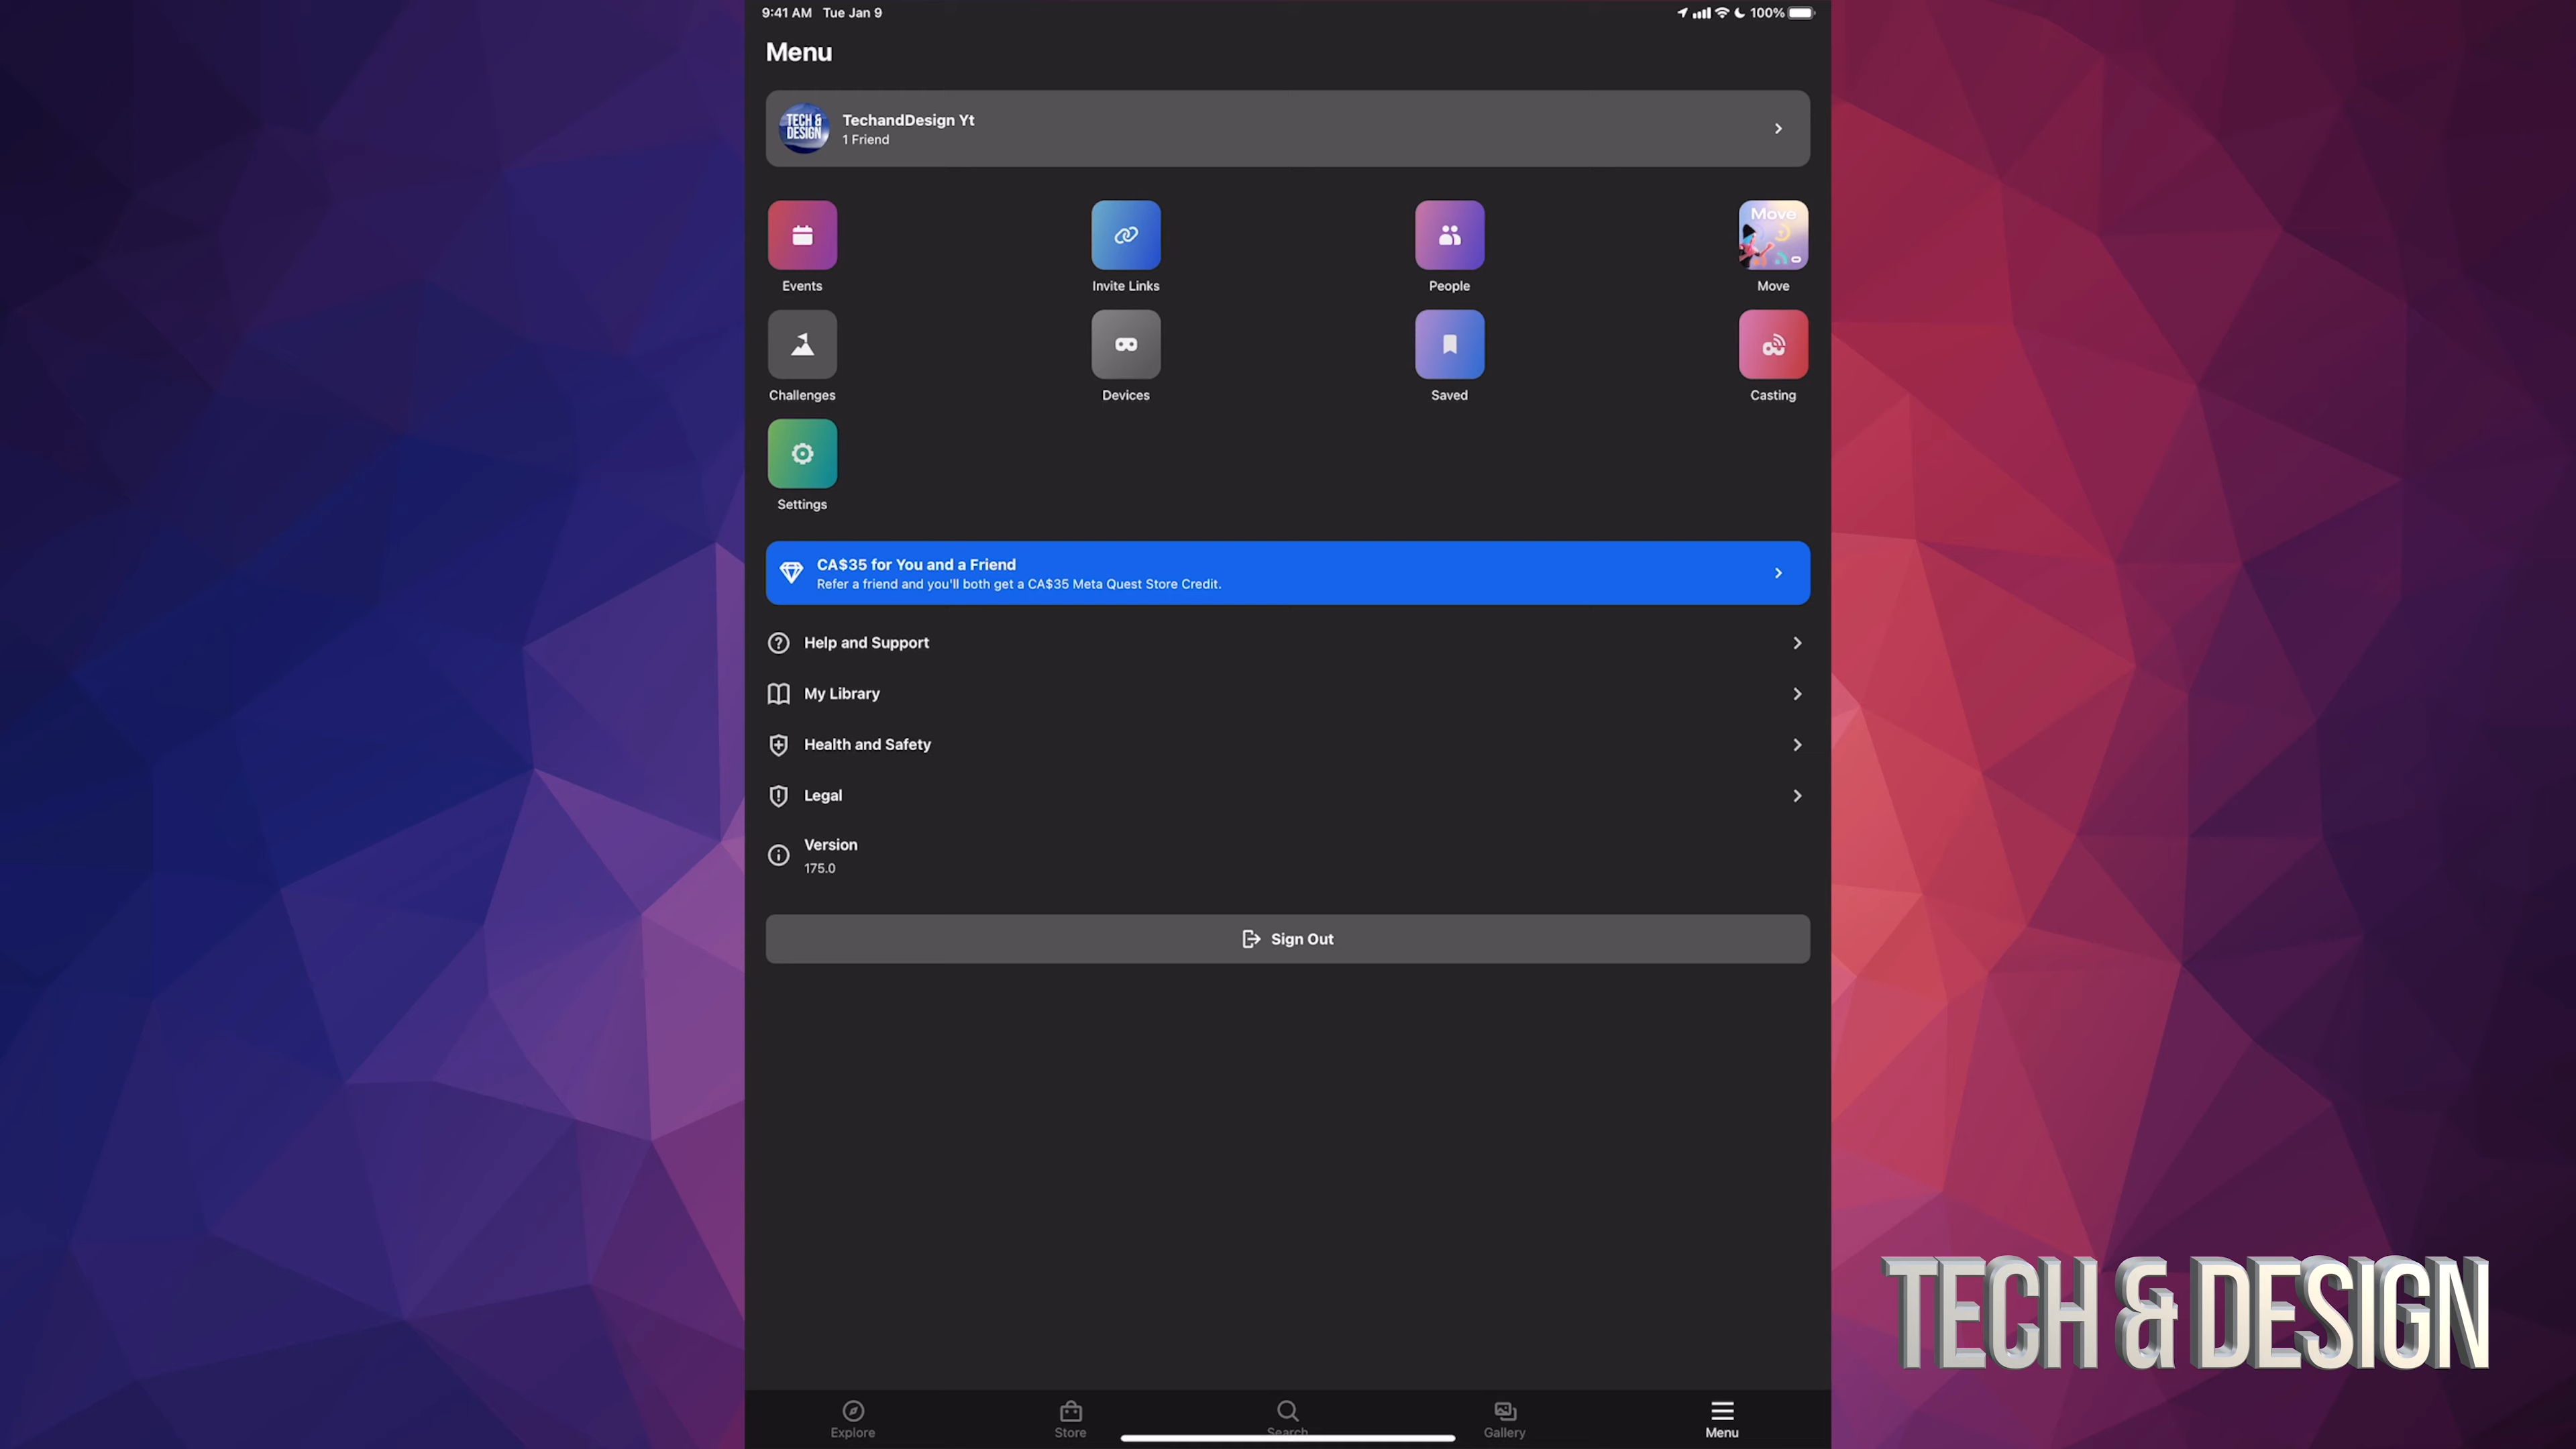 9:41 AM Tue Jan 9
100%
Menu
TECH &
DESIGN
TechandDesign Yt
1 Friend
Events
Invite Links
People
Move
Move
Challenges
Devices
Saved
Casting
Settings
CA$35 for You and a Friend
Refer a friend and you'll both get a CA$35 Meta Quest Store Credit.
Help and Support
My Library
Health and Safety
Legal
Version
175.0
Sign Out
TECH & DESIGN
Explore
Store
Search
Gallery
Menu